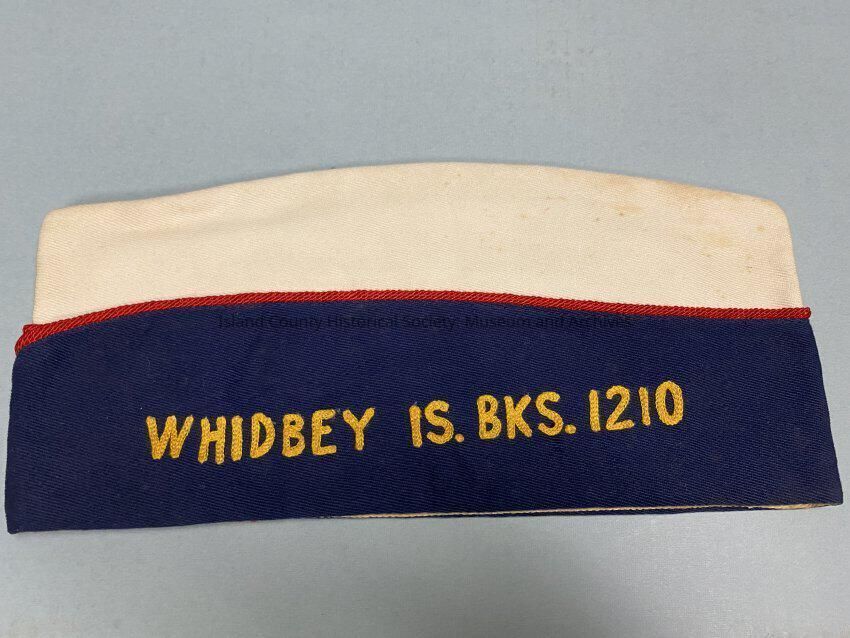 Island County Historical Society: Museum and Archives
WHIDBEY IS. BKS. 1210